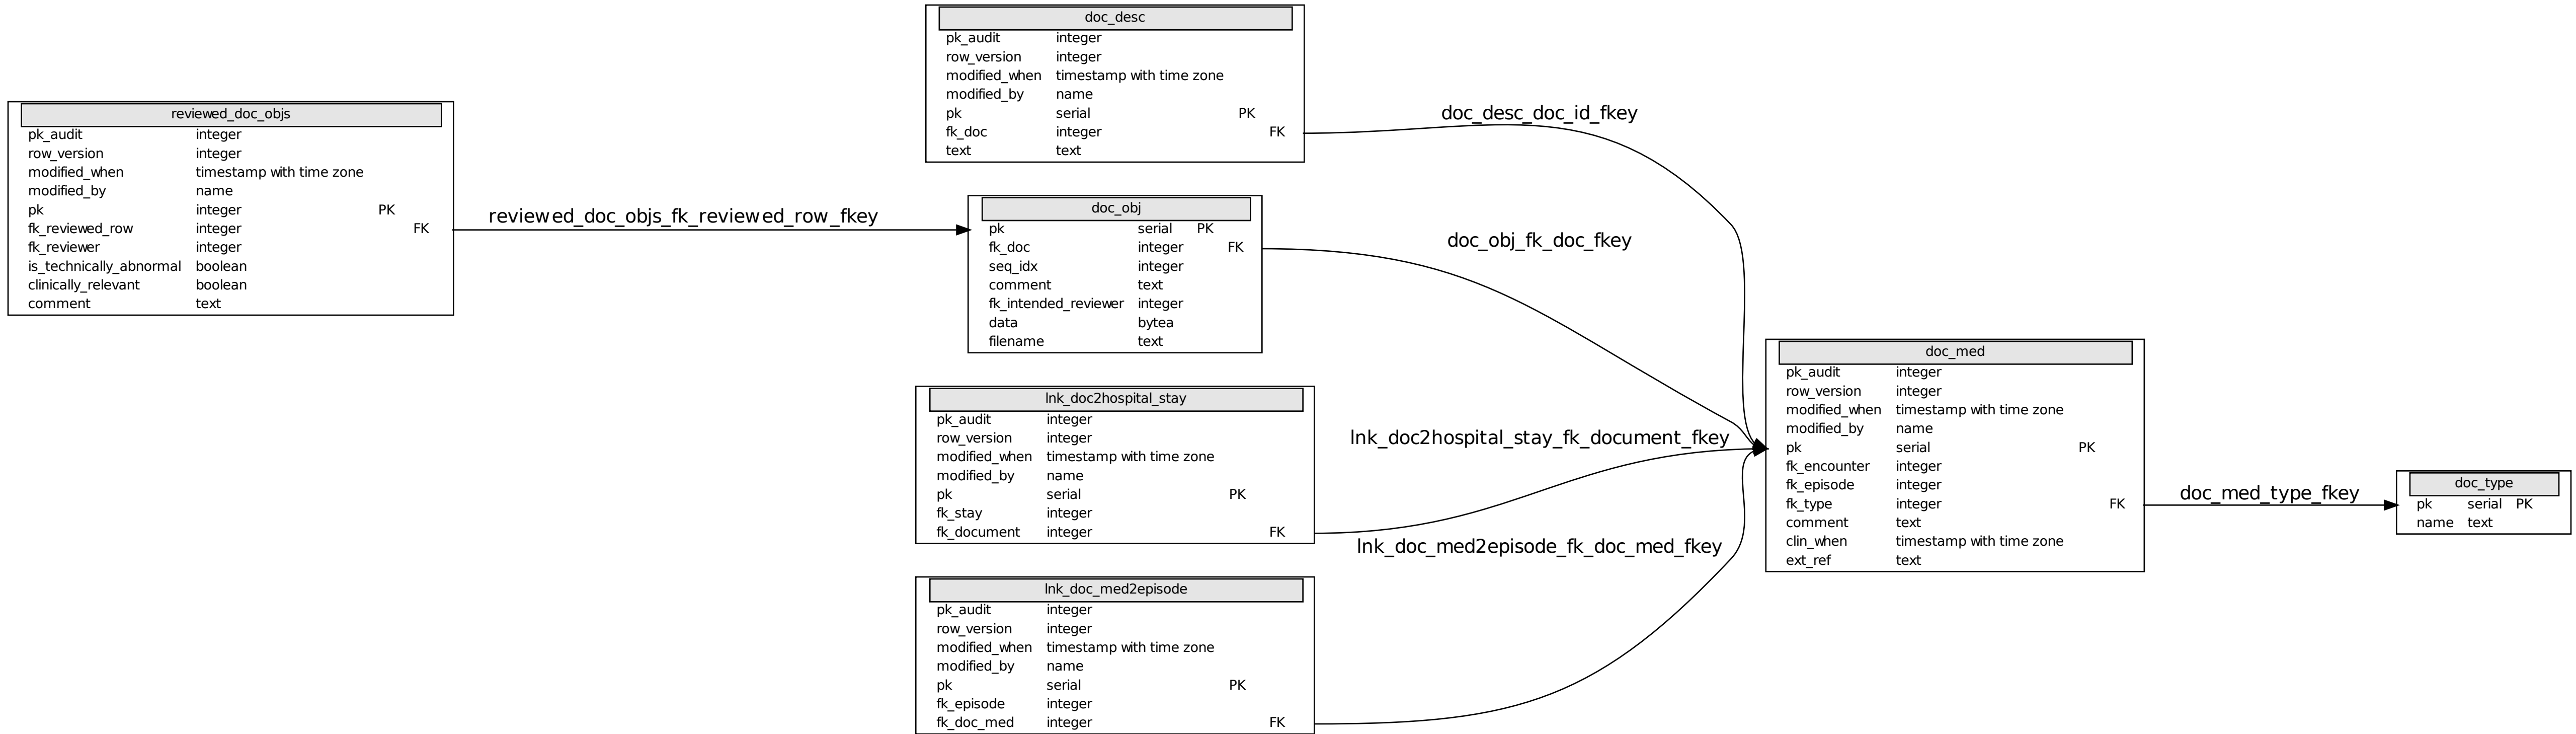 reviewed_doc_objs
pk_audit integer
row_version integer
modified_when timestamp with time zone
modified_by name
pk integer PK
fk_reviewed_row integer FK
fk_reviewer integer
is_technically_abnormal boolean
clinically_relevant boolean
comment text
reviewed_doc_objs_fk_reviewed_row_fkey
doc_desc
pk_audit integer
row_version integer
modified_when timestamp with time zone
modified_by name
pk serial PK
fk_doc integer FK
text text
doc_obj
pk serial PK
fk_doc integer FK
seq_idx integer
comment text
fk_intended_reviewer integer
data bytea
filename text
lnk_doc2hospital_stay
pk_audit integer
row_version integer
modified_when timestamp with time zone
modified_by name
pk serial PK
fk_stay integer
fk_document integer FK
lnk_doc_med2episode
pk_audit integer
row_version integer
modified_when timestamp with time zone
modified_by name
pk serial PK
fk_episode integer
fk_doc_med integer FK
doc_desc_doc_id_fkey
doc_obj_fk_doc_fkey
lnk_doc2hospital_stay_fk_document_fkey
lnk_doc_med2episode_fk_doc_med_fkey
doc_med
pk_audit integer
row_version integer
modified_when timestamp with time zone
modified_by name
pk serial PK
fk_encounter integer
fk_episode integer
fk_type integer FK
comment text
clin_when timestamp with time zone
ext_ref text
doc_med_type_fkey
doc_type
pk serial PK
name text